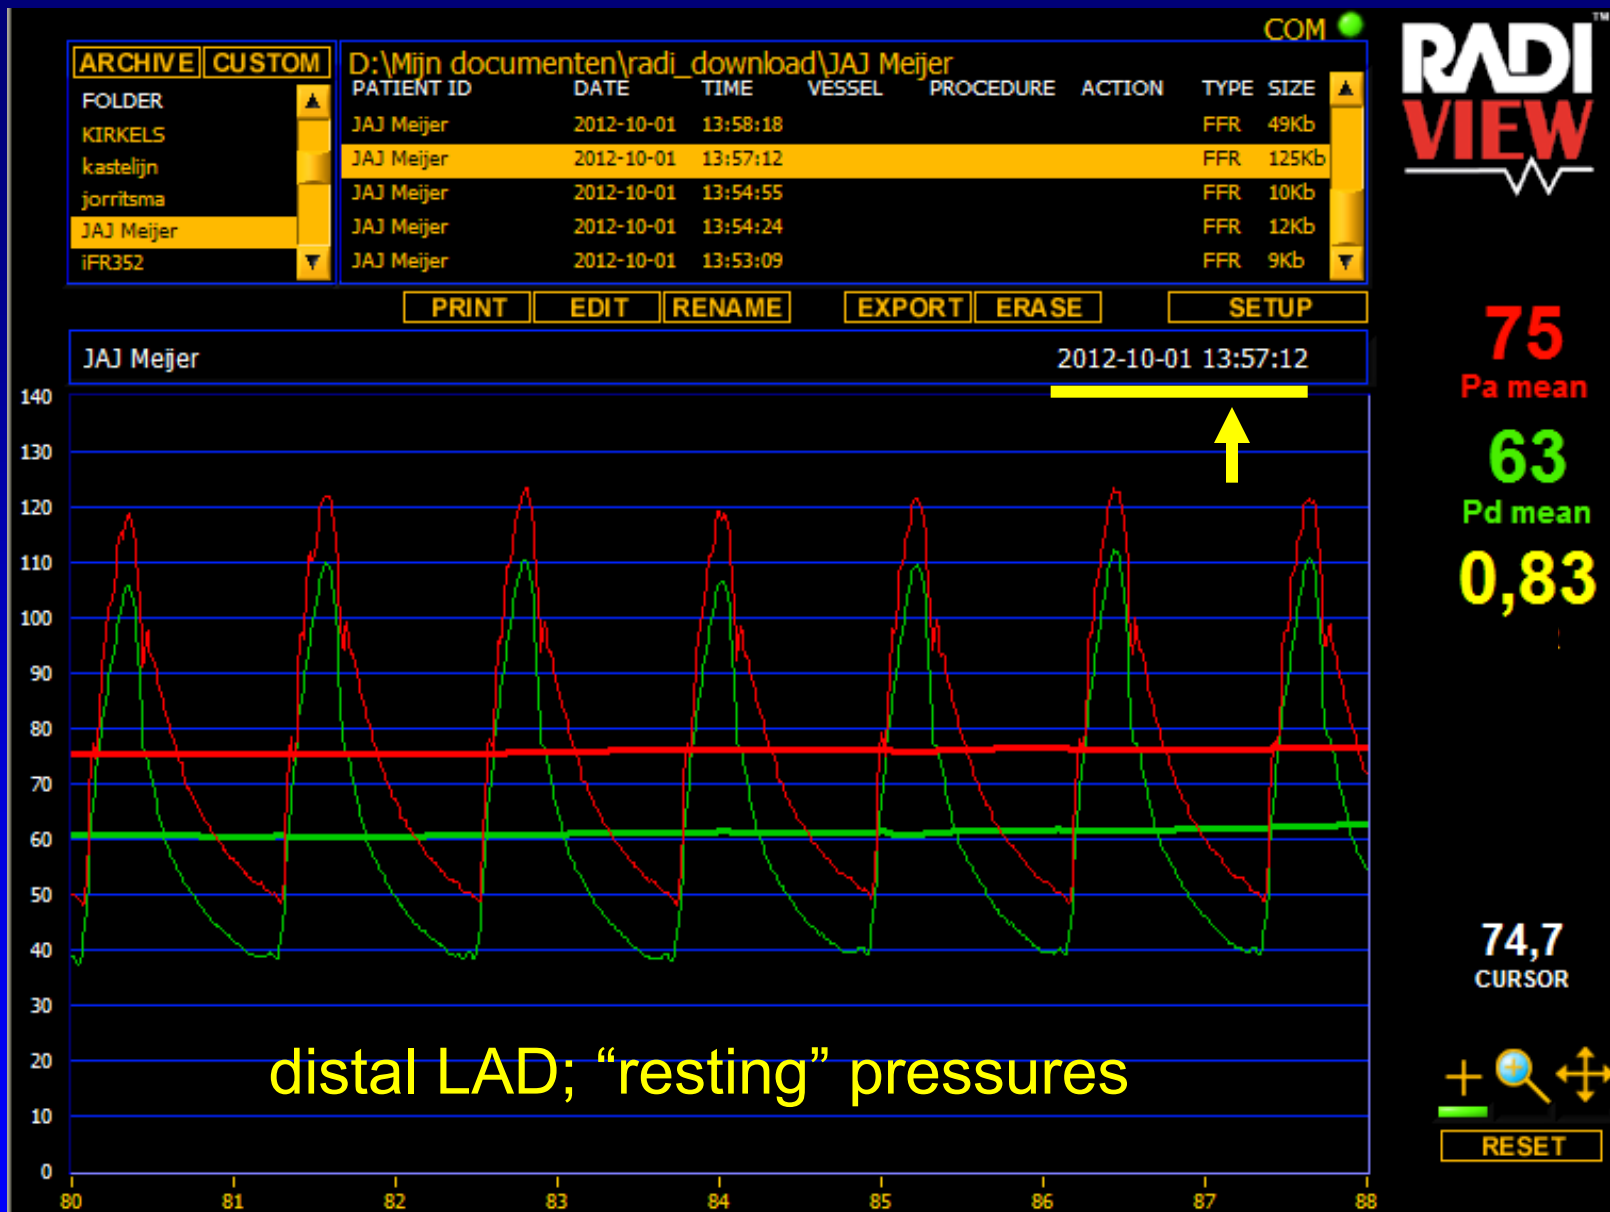 COM
RADI™
VIEW
ARCHIVE CUSTOM
D:\Mijn documenten\radi_download\JAJ Meijer
FOLDER
KIRKELS
kastelijn
jorritsma
JAJ Meijer
iFR352
PATIENT ID DATE TIME VESSEL PROCEDURE ACTION TYPE SIZE
JAJ Meijer 2012-10-01 13:58:18 FFR 49Kb
JAJ Meijer 2012-10-01 13:57:12 FFR 125Kb
JAJ Meijer 2012-10-01 13:54:55 FFR 10Kb
JAJ Meijer 2012-10-01 13:54:24 FFR 12Kb
JAJ Meijer 2012-10-01 13:53:09 FFR 9Kb
PRINT EDIT RENAME EXPORT ERASE SETUP
JAJ Meijer 2012-10-01 13:57:12
75
Pa mean
63
Pd mean
0,83
74,7
CURSOR
RESET
140
130
120
110
100
90
80
70
60
50
40
30
20
10
0
distal LAD; “resting” pressures
80 81 82 83 84 85 86 87 88